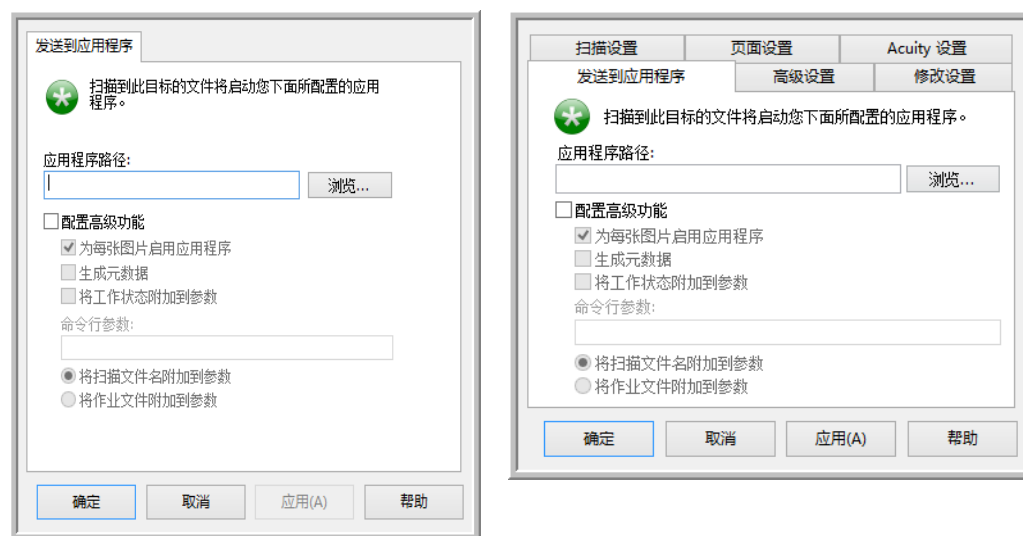 发送到应用程序
扫描到此目标的文件将启动您下面所配置的应用
程序。
应用程序路径:
浏览...
配置高级功能
为每张图片启用应用程序
生成元数据
将工作状态附加到参数
命令行参数:
将扫描文件名附加到参数
将作业文件附加到参数
确定 取消 应用(A) 帮助
扫描设置 页面设置 Acuity 设置
发送到应用程序 高级设置 修改设置
扫描到此目标的文件将启动您下面所配置的应用程序。
应用程序路径:
浏览...
配置高级功能
为每张图片启用应用程序
生成元数据
将工作状态附加到参数
命令行参数:
将扫描文件名附加到参数
将作业文件附加到参数
确定 取消 应用(A) 帮助